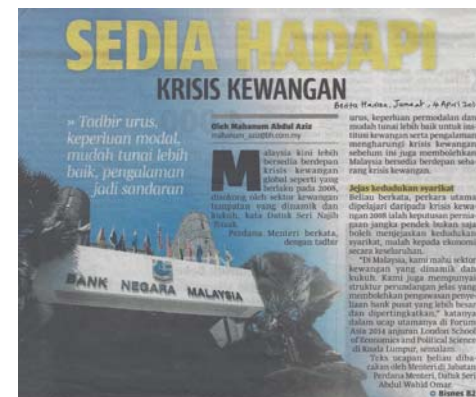 SEDIA HADAPI
KRISIS KEWANGAN
Berita Harian, Jumaat, 4 April 201
» Tadbir urus,
keperluan modal,
mudah tunai lebih
baik, pengalaman
jadi sandaran
Oleh Mahanum Abdul Aziz
mahanum_aziz@bh.com.my
Malaysia kini lebih
bersedia berdepan
krisis kewangan
global seperti yang
berlaku pada 2008,
disokong oleh sektor kewangan
tempatan yang dinamik dan
kukuh, kata Datuk Seri Najib
Razak.
Perdana Menteri berkata,
dengan tadbir
urus, keperluan permodalan dan
mudah tunai lebih baik untuk ins-
titusi kewangan serta pengalaman
mengharungi krisis kewangan
sebelum ini juga membolehkan
Malaysia bersedia berdepan seba-
rang krisis kewangan.
Jejas kedudukan syarikat
Beliau berkata, perkara utama
dipelajari daripada krisis kewa-
ngan 2008 ialah keputusan pernia-
gaan jangka pendek bukan saja
boleh menjejaskan kedudukan
syarikat, malah kepada ekonomi
secara keseluruhan.
"Di Malaysia, kami mahu sektor
kewangan yang dinamik dan
kukuh. Kami juga mempunyai
struktur perundangan jelas yang
membolehkan pengawasan penye-
liaan bank pusat yang lebih besar
dan dipertingkatkan," katanya
dalam ucap utamanya di Forum
Asia 2014 anjuran London School
of Economics and Political Science
di Kuala Lumpur, semalam.
Teks ucapan beliau diba-
cakan oleh Menteri di Jabatan
Perdana Menteri, Datuk Seri
Abdul Wahid Omar.
Bisnes B2
BANK NEGARA MALAYSIA